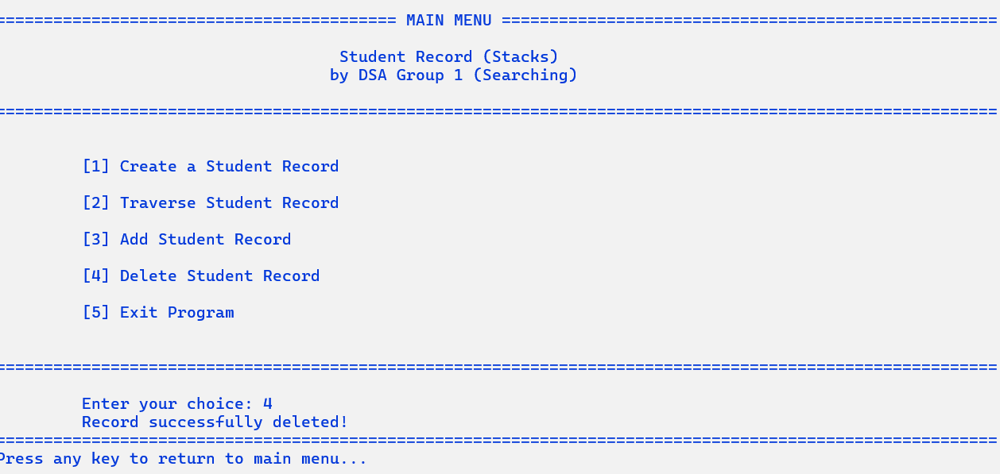 ========================================== MAIN MENU ====================================================
Student Record (Stacks)
by DSA Group 1 (Searching)
=========================================================================================================
[1] Create a Student Record
[2] Traverse Student Record
[3] Add Student Record
[4] Delete Student Record
[5] Exit Program
=========================================================================================================
Enter your choice: 4
Record successfully deleted!
=========================================================================================================
Press any key to return to main menu...